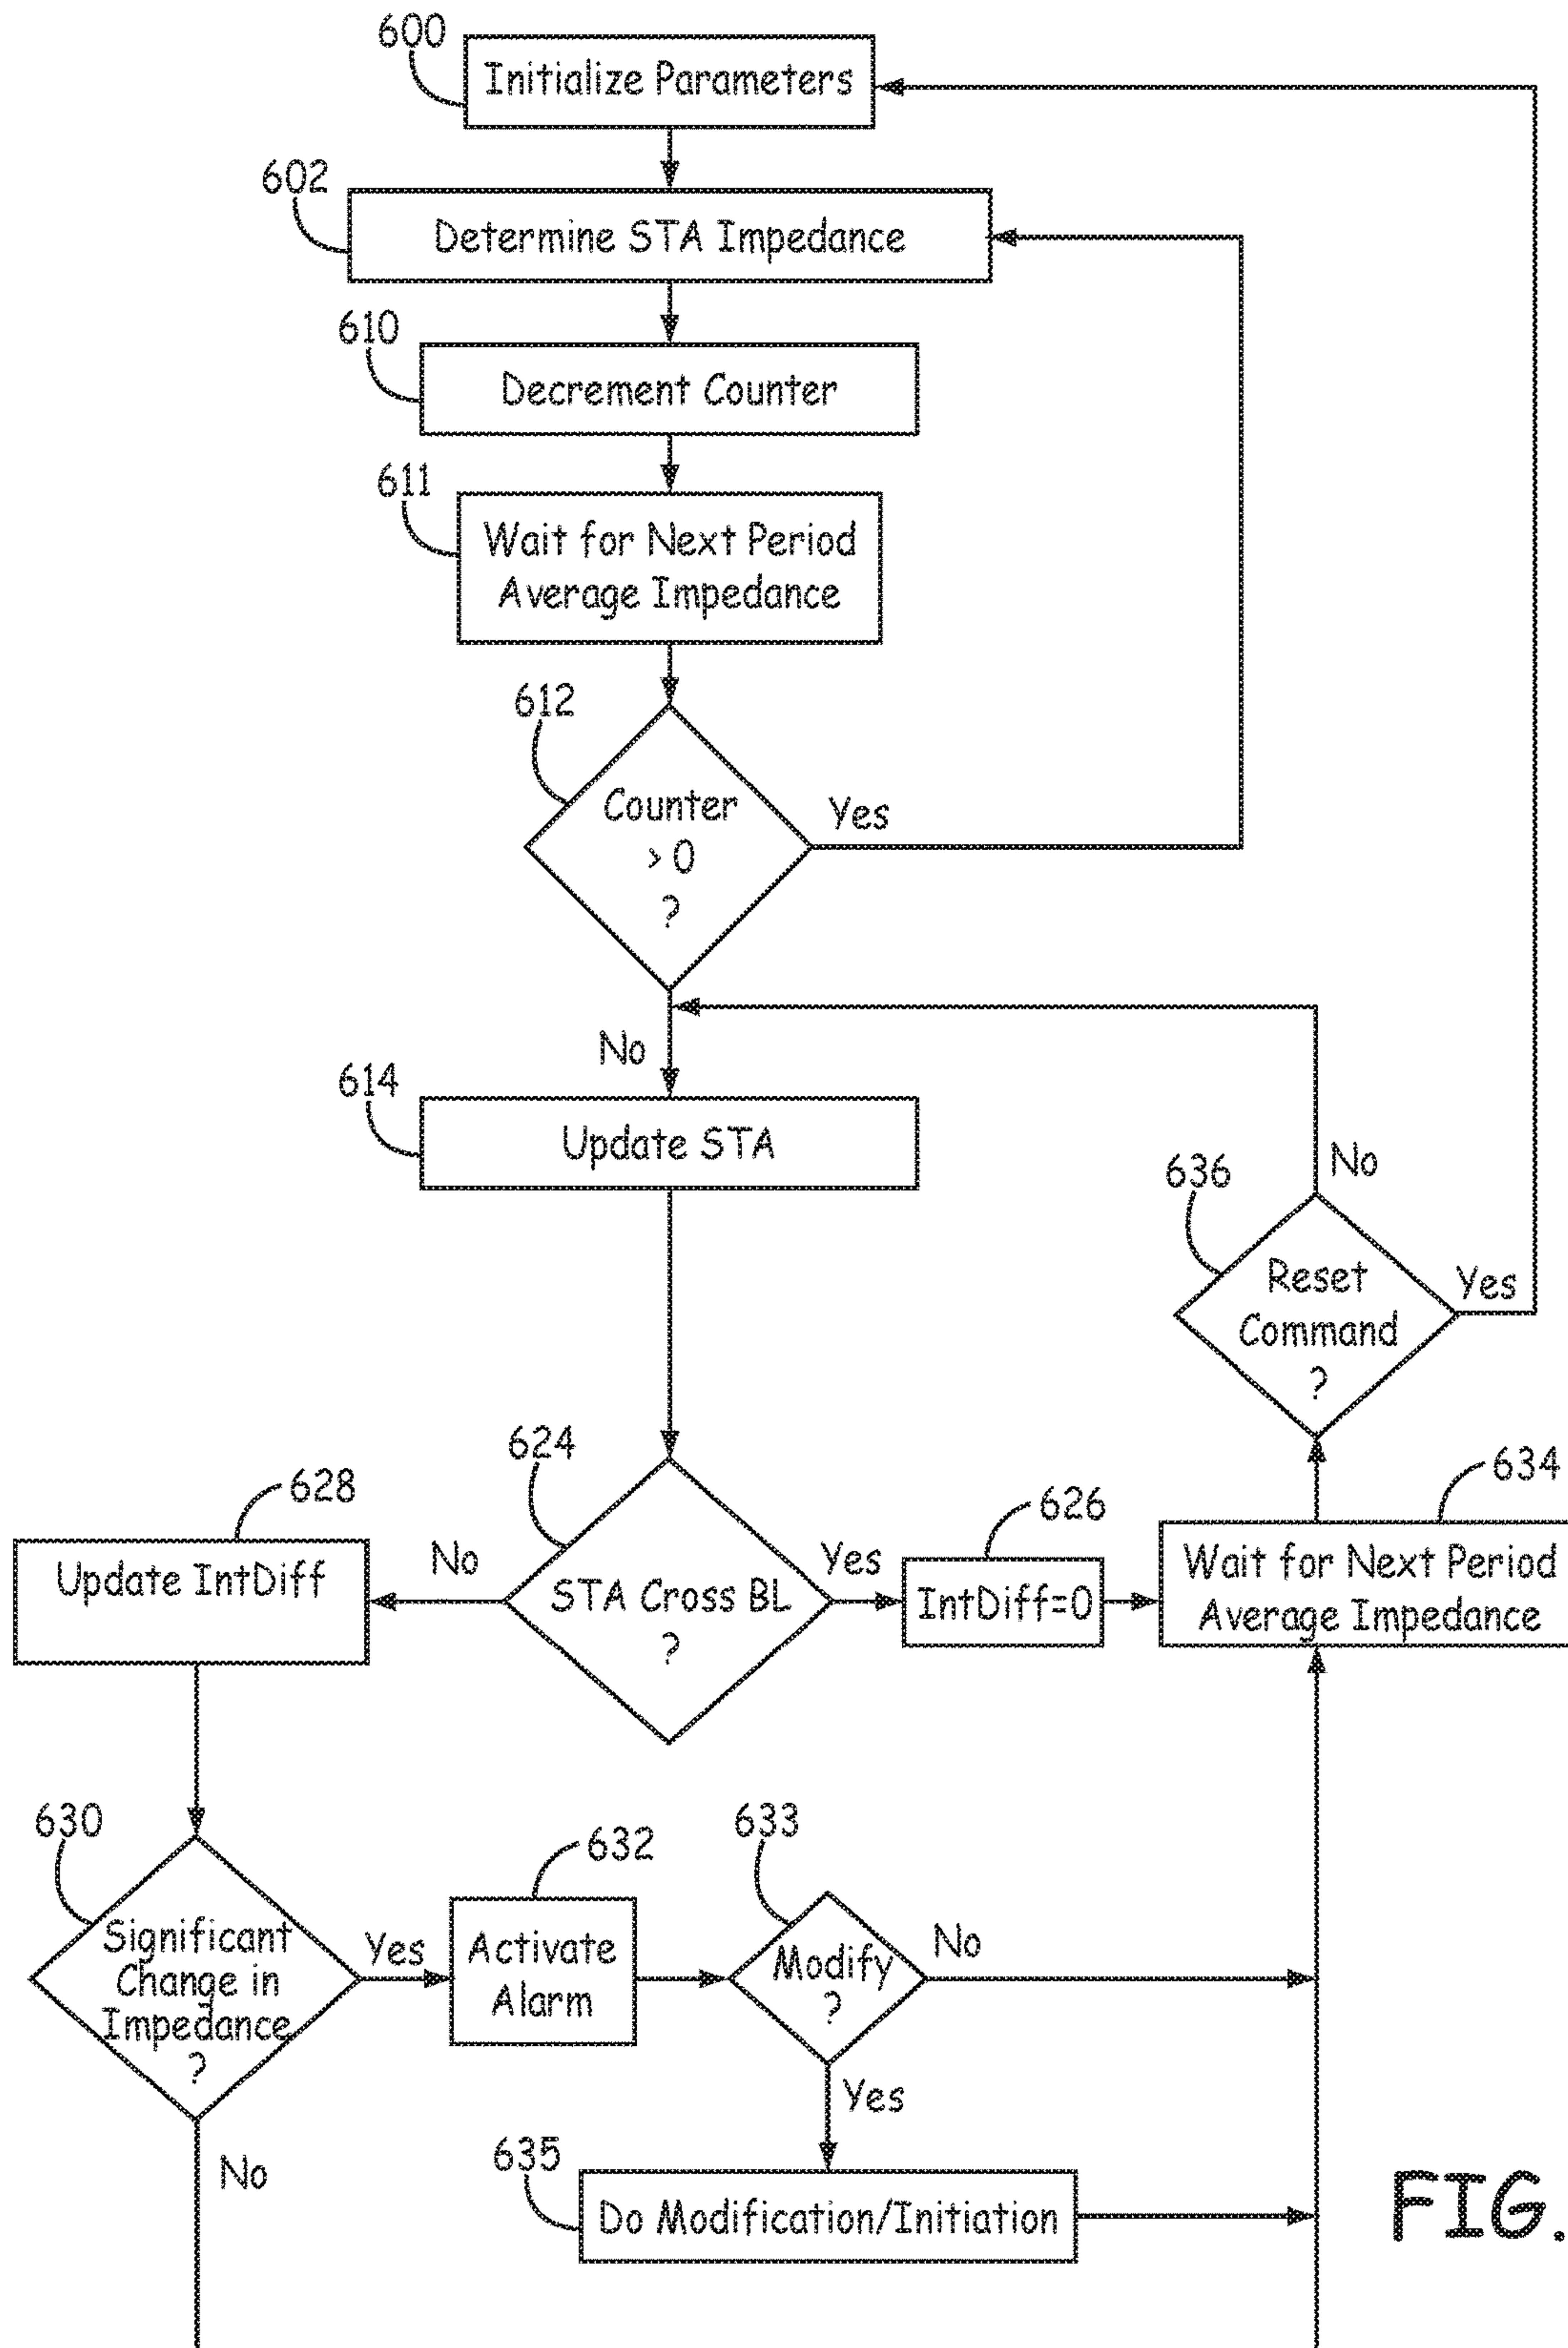 600
Initialize Parameters
602
Determine STA Impedance
610
Decrement Counter
611
Wait for Next Period
Average Impedance
612
Counter
> 0
?
Yes
No
614
Update STA
636
No
Reset
Command
?
Yes
624
STA Cross BL
?
No
Yes
628
Update IntDiff
626
IntDiff=0
634
Wait for Next Period
Average Impedance
630
Significant
Change in
Impedance
?
Yes
No
632
Activate
Alarm
633
Modify
?
No
Yes
635
Do Modification/Initiation
FIG.